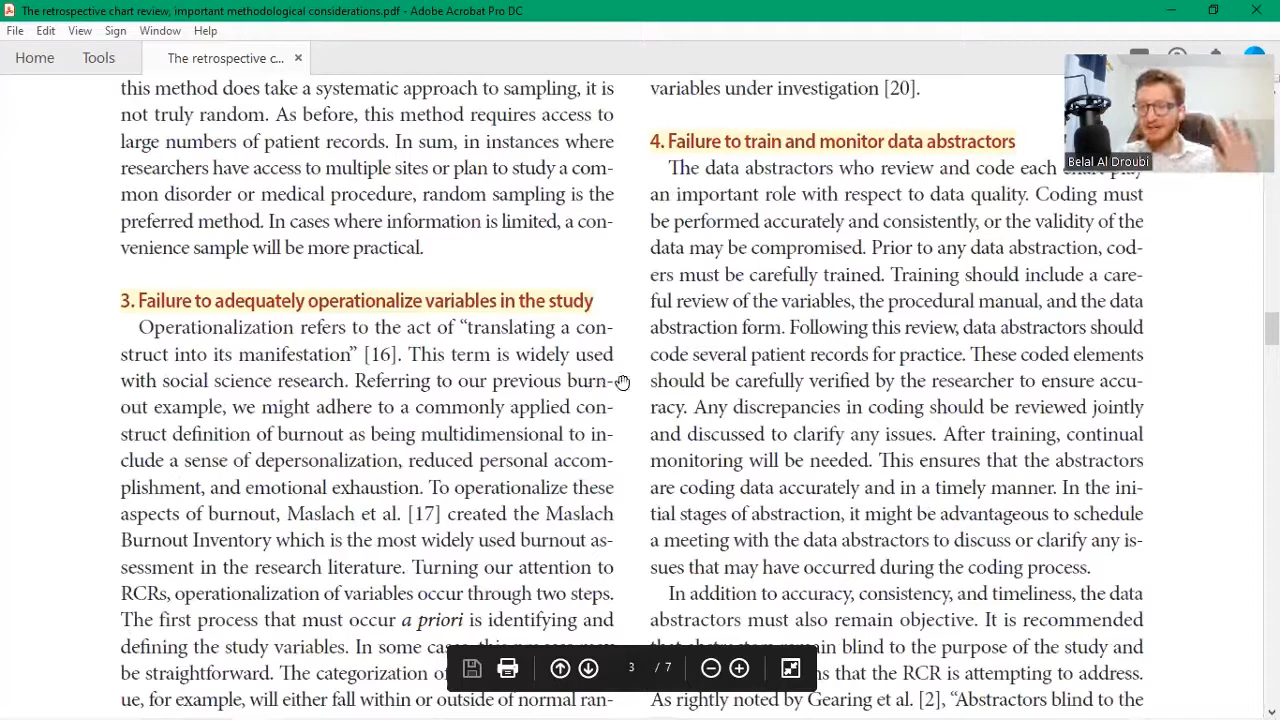 The retrospective chart review, important methodological considerations.pdf - Adobe Acrobat Pro DC
File Edit View Sign Window Help
Home Tools The retrospective c... ×
this method does take a systematic approach to sampling, it is
not truly random. As before, this method requires access to
large numbers of patient records. In sum, in instances where
researchers have access to multiple sites or plan to study a com-
mon disorder or medical procedure, random sampling is the
preferred method. In cases where information is limited, a con-
venience sample will be more practical.
3. Failure to adequately operationalize variables in the study
Operationalization refers to the act of “translating a con-
struct into its manifestation” [16]. This term is widely used
with social science research. Referring to our previous burn-
out example, we might adhere to a commonly applied con-
struct definition of burnout as being multidimensional to in-
clude a sense of depersonalization, reduced personal accom-
plishment, and emotional exhaustion. To operationalize these
aspects of burnout, Maslach et al. [17] created the Maslach
Burnout Inventory which is the most widely used burnout as-
sessment in the research literature. Turning our attention to
RCRs, operationalization of variables occur through two steps.
The first process that must occur a priori is identifying and
defining the study variables. In some
be straightforward. The categorization
ue, for example, will either fall within or outside of normal ran-
variables under investigation [20].
4. Failure to train and monitor data abstractors
The data abstractors who review and code each play
an important role with respect to data quality. Coding must
be performed accurately and consistently, or the validity of the
data may be compromised. Prior to any data abstraction, cod-
ers must be carefully trained. Training should include a care-
ful review of the variables, the procedural manual, and the data
abstraction form. Following this review, data abstractors should
code several patient records for practice. These coded elements
should be carefully verified by the researcher to ensure accu-
racy. Any discrepancies in coding should be reviewed jointly
and discussed to clarify any issues. After training, continual
monitoring will be needed. This ensures that the abstractors
are coding data accurately and in a timely manner. In the ini-
tial stages of abstraction, it might be advantageous to schedule
a meeting with the data abstractors to discuss or clarify any is-
sues that may have occurred during the coding process.
In addition to accuracy, consistency, and timeliness, the data
abstractors must also remain objective. It is recommended
blind to the purpose of the study and
that the RCR is attempting to address.
As rightly noted by Gearing et al. [2], “Abstractors blind to the
Belal Al Droubi
3 / 7